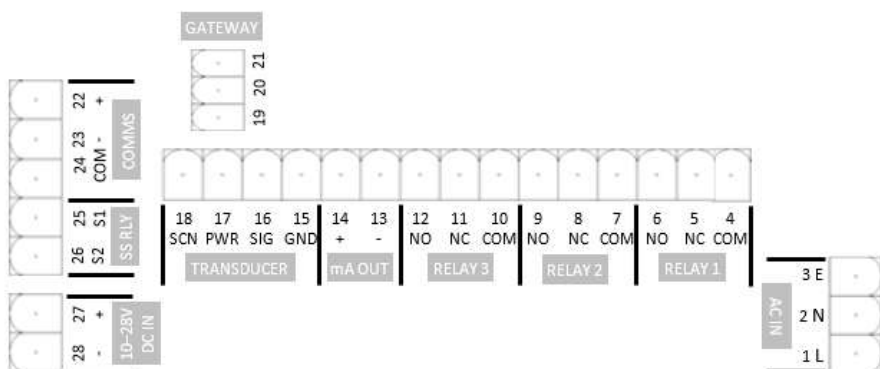 GATEWAY
21
20
19
22 +
23 -
24 COM
COMMS
25 S1
26 S2
SS RLY
27 +
28 -
10–28V
DC IN
18 17 16 15 14 13 12 11 10 9 8 7 6 5 4
SCN PWR SIG GND + - NO NC COM NO NC COM NO NC COM
TRANSDUCER mA OUT RELAY 3 RELAY 2 RELAY 1
3 E
2 N
1 L
AC IN